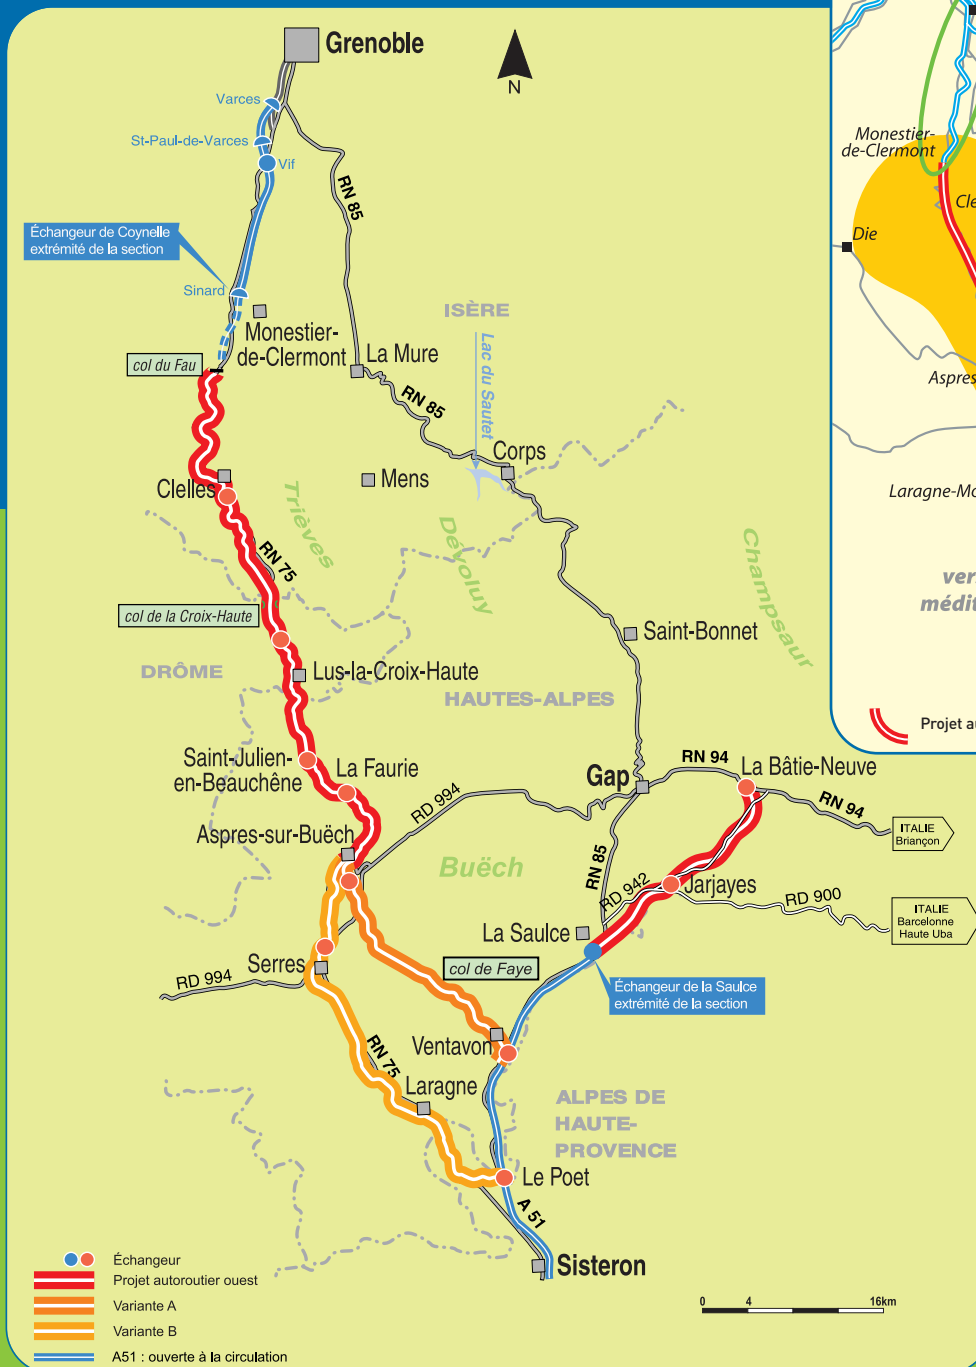 Grenoble
N
Varces
St-Paul-de-Varces
Vif
RN 85
Échangeur de Coynelle
extrémité de la section
Sinard
ISÈRE
Monestier-
de-Clermont
Lac du Sautet
col du Fau
La Mure
RN 85
Corps
Clelles
Mens
Trièves
Dévoluy
Champsaur
RN 75
col de la Croix-Haute
Saint-Bonnet
DRÔME
Lus-la-Croix-Haute
HAUTES-ALPES
Saint-Julien-
en-Beauchêne
La Faurie
Gap
RN 94
La Bâtie-Neuve
RN 94
RD 994
Aspres-sur-Buëch
ITALIE
Briançon
Buëch
RN 85
RD 942
Jarjayes
RD 900
ITALIE
Barcelonne
Haute Uba
La Saulce
Serres
col de Faye
RD 994
Échangeur de la Saulce
extrémité de la section
Ventavon
RN 75
Laragne
ALPES DE
HAUTE-
PROVENCE
Le Poet
A 51
Sisteron
Échangeur
Projet autoroutier ouest
Variante A
Variante B
A51 : ouverte à la circulation
0 4 16km
Monestier-
de-Clermont
Cle
Die
Aspres
Laragne-Mo
ver
médit
Projet au